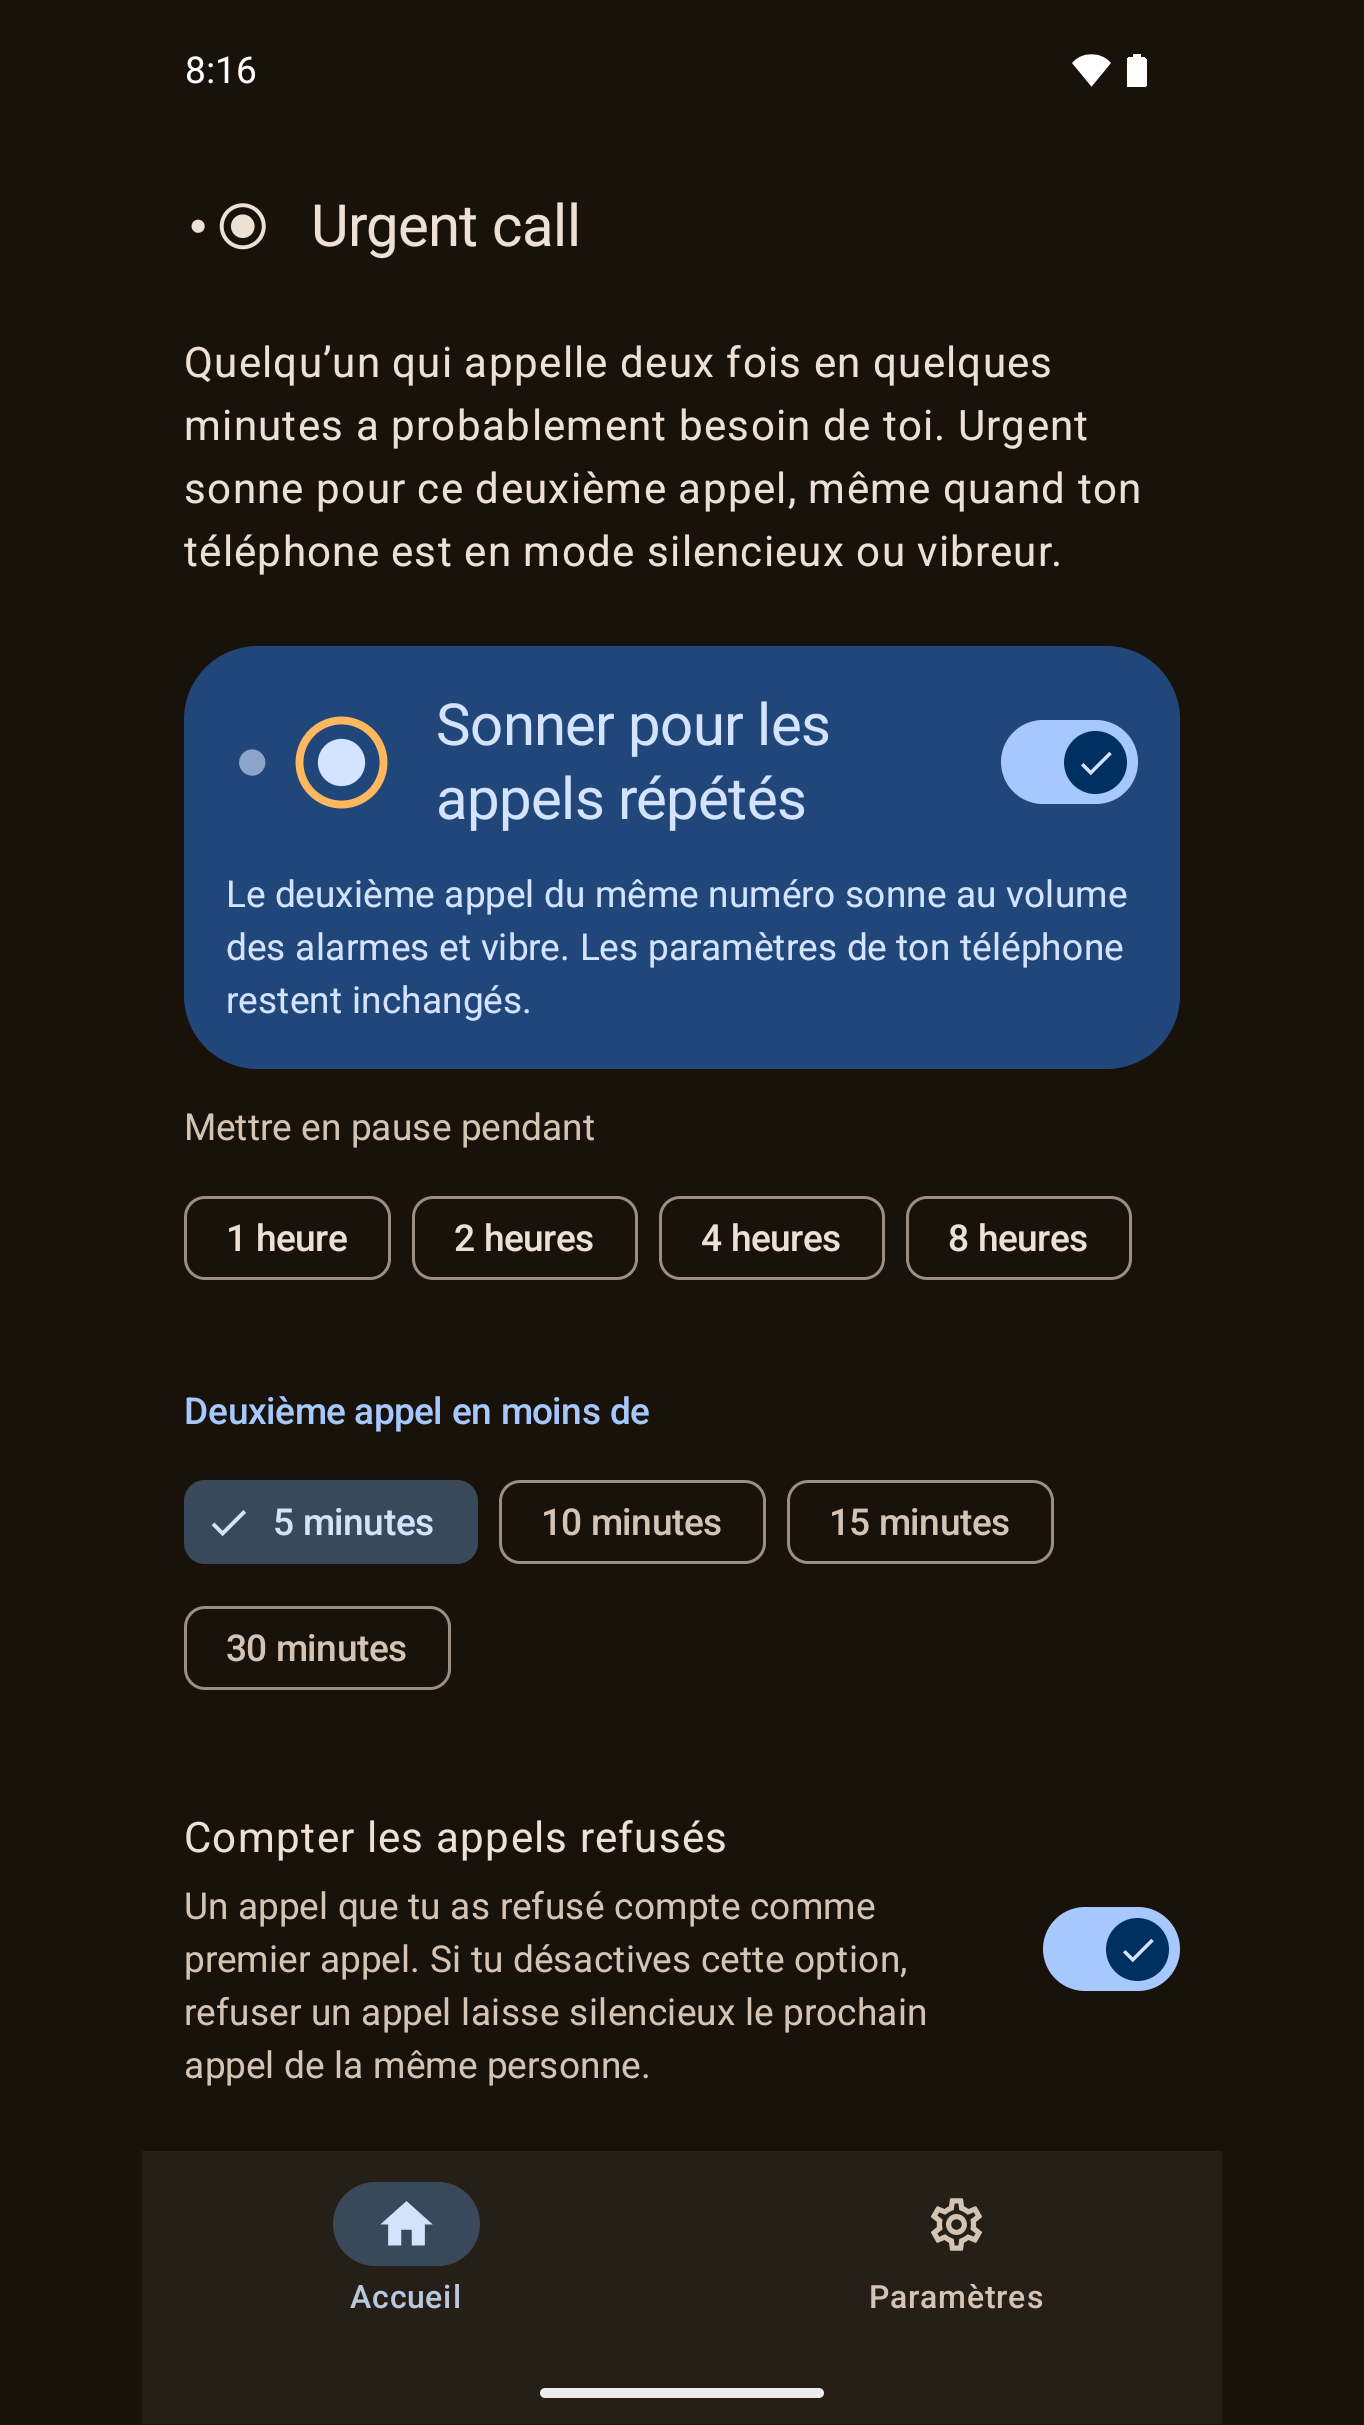 8:16
Urgent call
Quelqu’un qui appelle deux fois en quelques
minutes a probablement besoin de toi. Urgent
sonne pour ce deuxième appel, même quand ton
téléphone est en mode silencieux ou vibreur.
Sonner pour les
appels répétés
Le deuxième appel du même numéro sonne au volume
des alarmes et vibre. Les paramètres de ton téléphone
restent inchangés.
Mettre en pause pendant
1 heure
2 heures
4 heures
8 heures
Deuxième appel en moins de
5 minutes
10 minutes
15 minutes
30 minutes
Compter les appels refusés
Un appel que tu as refusé compte comme
premier appel. Si tu désactives cette option,
refuser un appel laisse silencieux le prochain
appel de la même personne.
Accueil
Paramètres